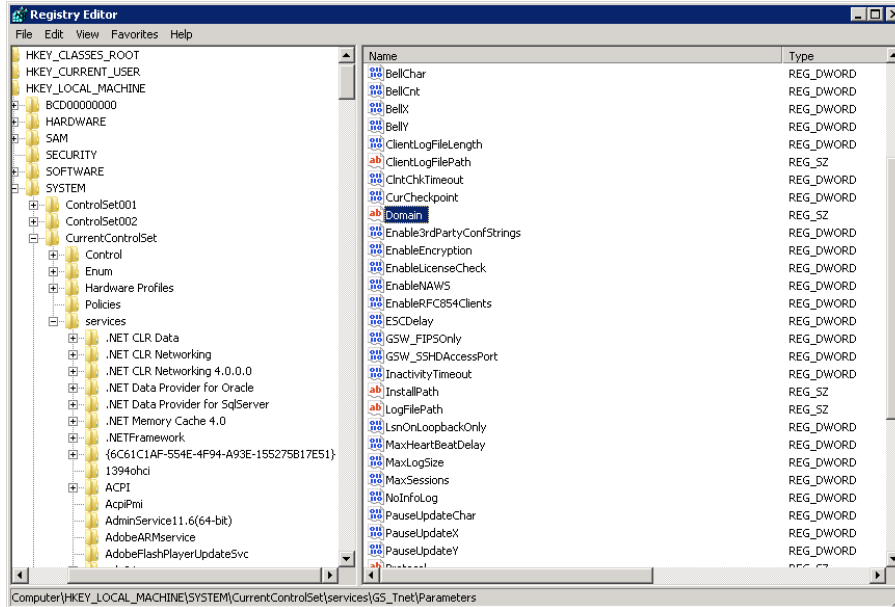 Registry Editor
File Edit View Favorites Help
HKEY_CLASSES_ROOT
HKEY_CURRENT_USER
HKEY_LOCAL_MACHINE
BCD00000000
HARDWARE
SAM
SECURITY
SOFTWARE
SYSTEM
ControlSet001
ControlSet002
CurrentControlSet
Control
Enum
Hardware Profiles
Policies
services
.NET CLR Data
.NET CLR Networking
.NET CLR Networking 4.0.0.0
.NET Data Provider for Oracle
.NET Data Provider for SqlServer
.NET Memory Cache 4.0
.NETFramework
{6C61C1AF-554E-4F94-A93E-155275B17E51}
1394ohci
ACPI
AcpiPmi
AdminService11.6(64-bit)
AdobeARMservice
AdobeFlashPlayerUpdateSvc
Name Type
BellChar REG_DWORD
BellCnt REG_DWORD
BellX REG_DWORD
BellY REG_DWORD
ClientLogFileLength REG_DWORD
ClientLogFilePath REG_SZ
ClntChkTimeout REG_DWORD
CurCheckpoint REG_DWORD
Domain REG_SZ
Enable3rdPartyConfStrings REG_DWORD
EnableEncryption REG_DWORD
EnableLicenseCheck REG_DWORD
EnableNAWS REG_DWORD
EnableRFC854Clients REG_DWORD
ESCDelay REG_DWORD
GSW_FIPSOnly REG_DWORD
GSW_SSHDAccessPort REG_DWORD
InactivityTimeout REG_DWORD
InstallPath REG_SZ
LogFilePath REG_SZ
LsnOnLoopbackOnly REG_DWORD
MaxHeartBeatDelay REG_DWORD
MaxLogSize REG_DWORD
MaxSessions REG_DWORD
NoInfoLog REG_DWORD
PauseUpdateChar REG_DWORD
PauseUpdateX REG_DWORD
PauseUpdateY REG_DWORD
Computer\HKEY_LOCAL_MACHINE\SYSTEM\CurrentControlSet\services\GS_Tnet\Parameters